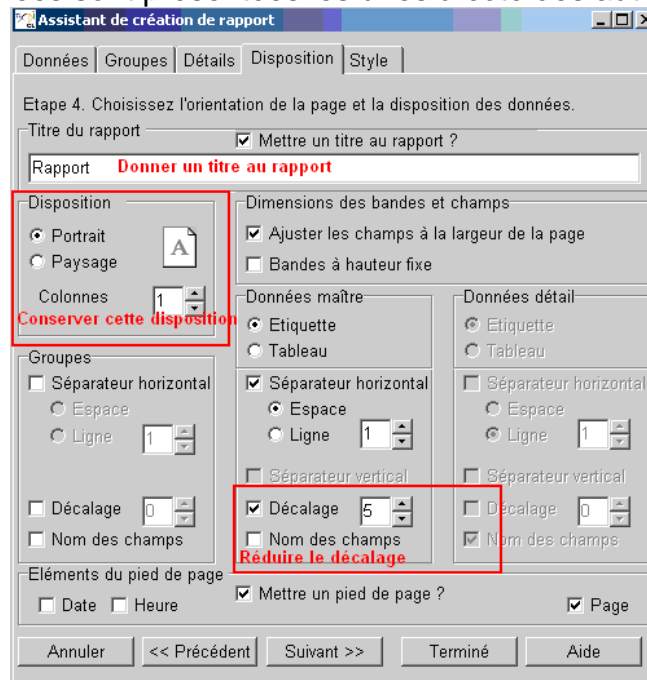 Assistant de création de rapport
Données Groupes Détails Disposition Style
Etape 4. Choisissez l'orientation de la page et la disposition des données.
Titre du rapport
Mettre un titre au rapport ?
Rapport Donner un titre au rapport
Disposition
Portrait
A
Paysage
Colonnes 1
Conserver cette disposition
Dimensions des bandes et champs
Ajuster les champs à la largeur de la page
Bandes à hauteur fixe
Groupes
Séparateur horizontal
Espace
Ligne 1
Décalage 0
Nom des champs
Données maître
Etiquette
Tableau
Séparateur horizontal
Espace
Ligne 1
Séparateur vertical
Décalage 5
Nom des champs
Réduire le décalage
Données détail
Etiquette
Tableau
Séparateur horizontal
Espace
Ligne 1
Séparateur vertical
Décalage 0
Nom des champs
Eléments du pied de page
Date Heure
Mettre un pied de page ?
Page
Annuler << Précédent Suivant >> Terminé Aide